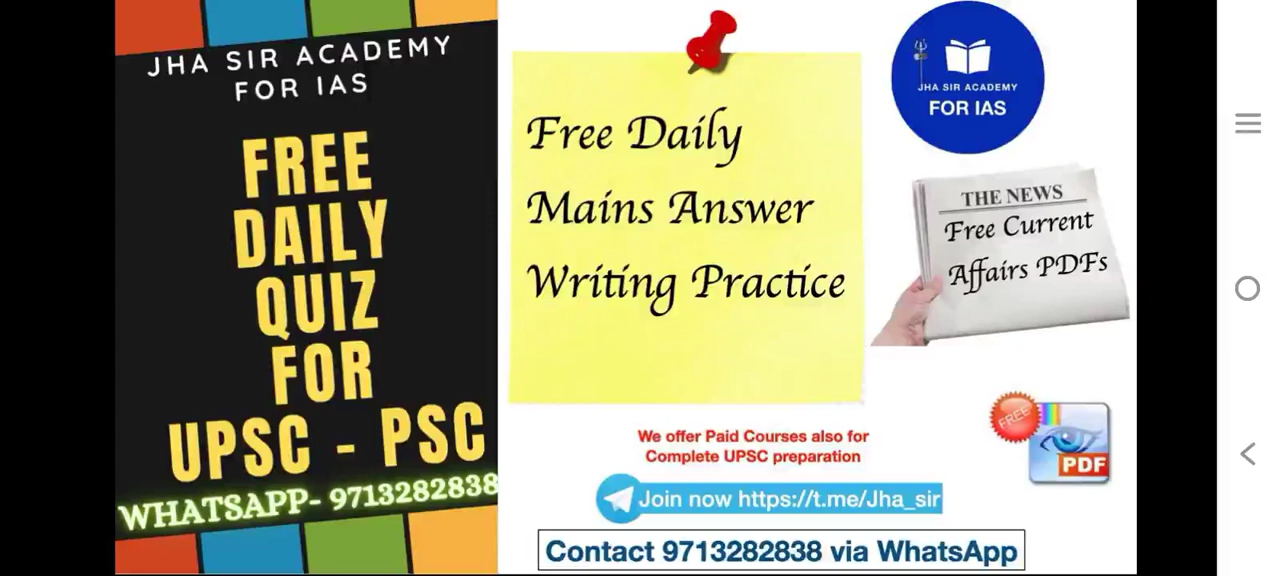 JHA SIR ACADEMY
FOR IAS
FREE
DAILY
QUIZ
FOR
UPSC - PSC
WHATSAPP- 9713282838
Free Daily
Mains Answer
Writing Practice
JHA SIR ACADEMY
FOR IAS
THE NEWS
Free Current
Affairs PDFs
FREE
PDF
We offer Paid Courses also for
Complete UPSC preparation
Join now https://t.me/Jha_sir
Contact 9713282838 via WhatsApp